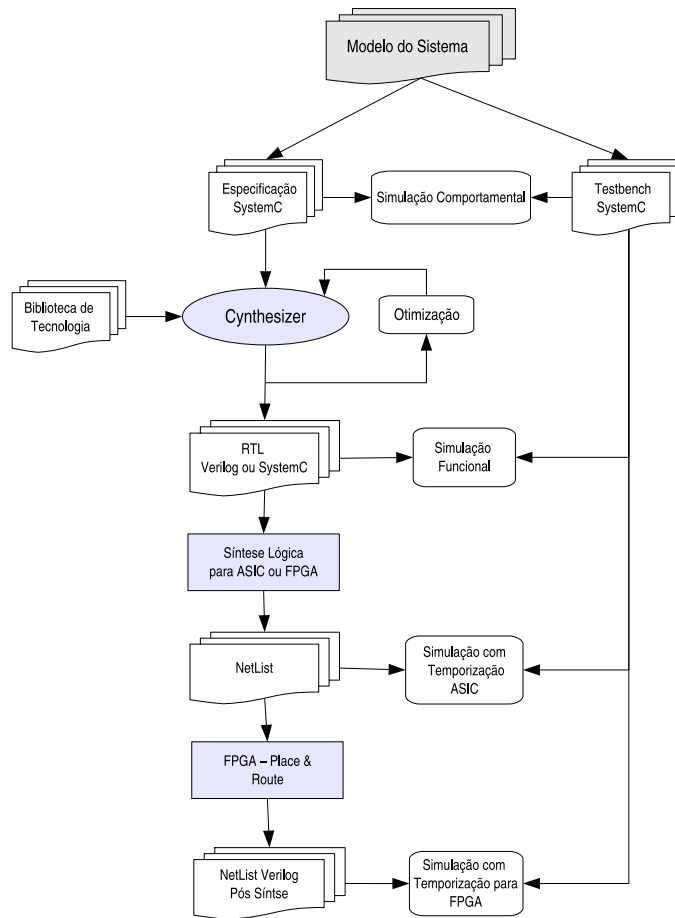 Modelo do Sistema
Especificação
SystemC
Simulação Comportamental
Testbench
SystemC
Biblioteca de
Tecnologia
Cynthesizer
Otimização
RTL
Verilog ou SystemC
Simulação
Funcional
Síntese Lógica
para ASIC ou FPGA
NetList
Simulação com
Temporização
ASIC
FPGA – Place &
Route
NetList Verilog
Pós Síntse
Simulação com
Temporização para
FPGA